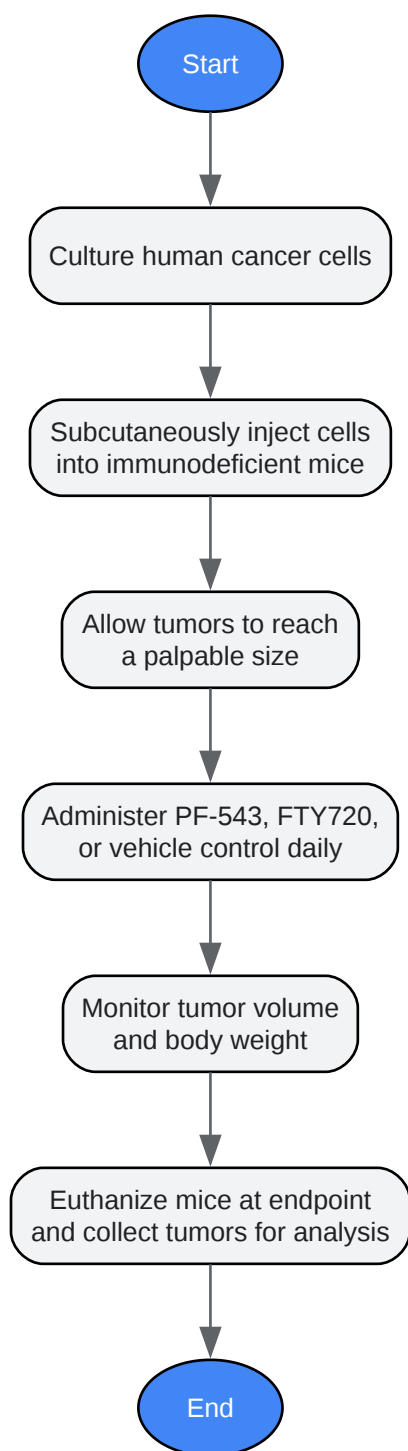 Start
Culture human cancer cells
Subcutaneously inject cells
into immunodeficient mice
Allow tumors to reach
a palpable size
Administer PF-543, FTY720,
or vehicle control daily
Monitor tumor volume
and body weight
Euthanize mice at endpoint
and collect tumors for analysis
End